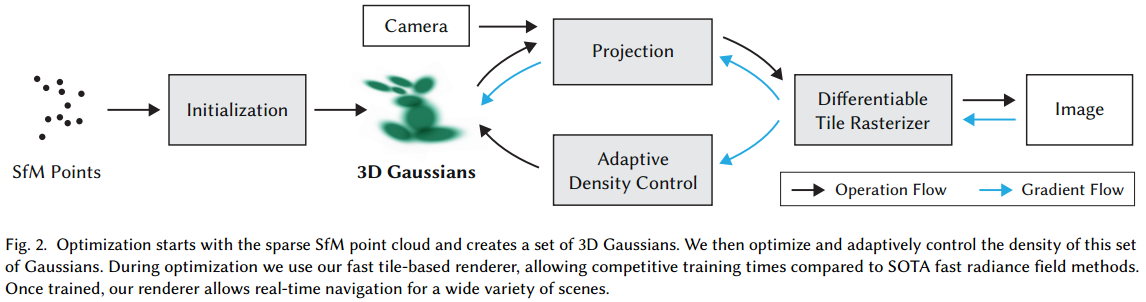 Camera
Projection
Initialization
Differentiable
Tile Rasterizer
Image
SfM Points
3D Gaussians
Adaptive
Density Control
Operation Flow
Gradient Flow
Fig. 2. Optimization starts with the sparse SfM point cloud and creates a set of 3D Gaussians. We then optimize and adaptively control the density of this set
of Gaussians. During optimization we use our fast tile-based renderer, allowing competitive training times compared to SOTA fast radiance field methods.
Once trained, our renderer allows real-time navigation for a wide variety of scenes.